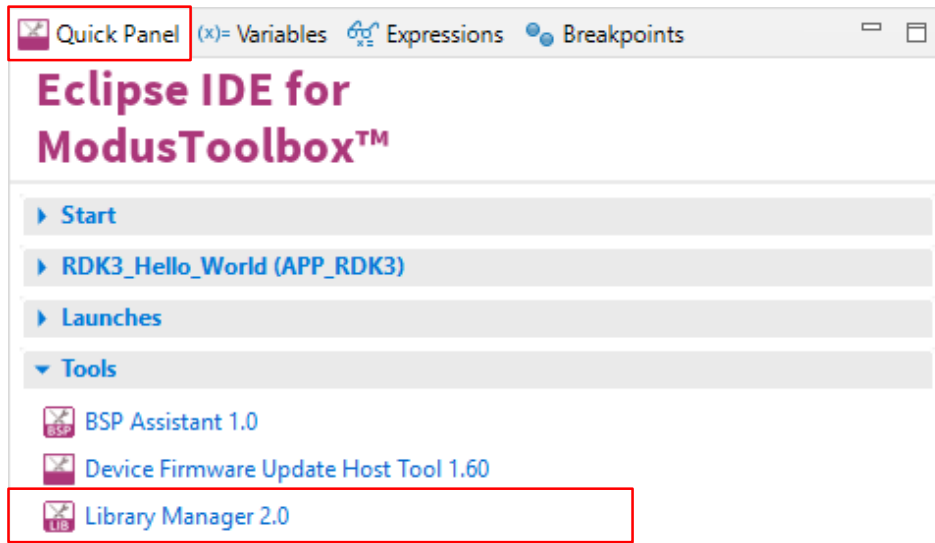 Quick Panel (x)= Variables Expressions Breakpoints
Eclipse IDE for
ModusToolbox™
Start
RDK3_Hello_World (APP_RDK3)
Launches
Tools
BSP BSP Assistant 1.0
Device Firmware Update Host Tool 1.60
LIB Library Manager 2.0